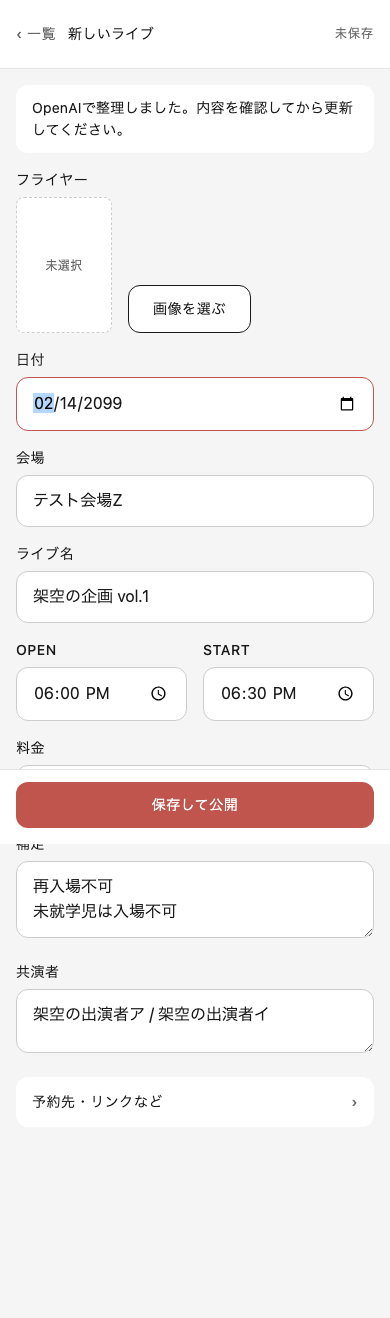 ‹ 一覧 新しいライブ 未保存
OpenAIで整理しました。内容を確認してから更新
してください。
フライヤー
未選択
画像を選ぶ
日付
02/14/2099
会場
テスト会場Z
ライブ名
架空の企画 vol.1
OPEN START
06:00 PM 06:30 PM
料金
保存して公開
補足
再入場不可
未就学児は入場不可
共演者
架空の出演者ア / 架空の出演者イ
予約先・リンクなど ›